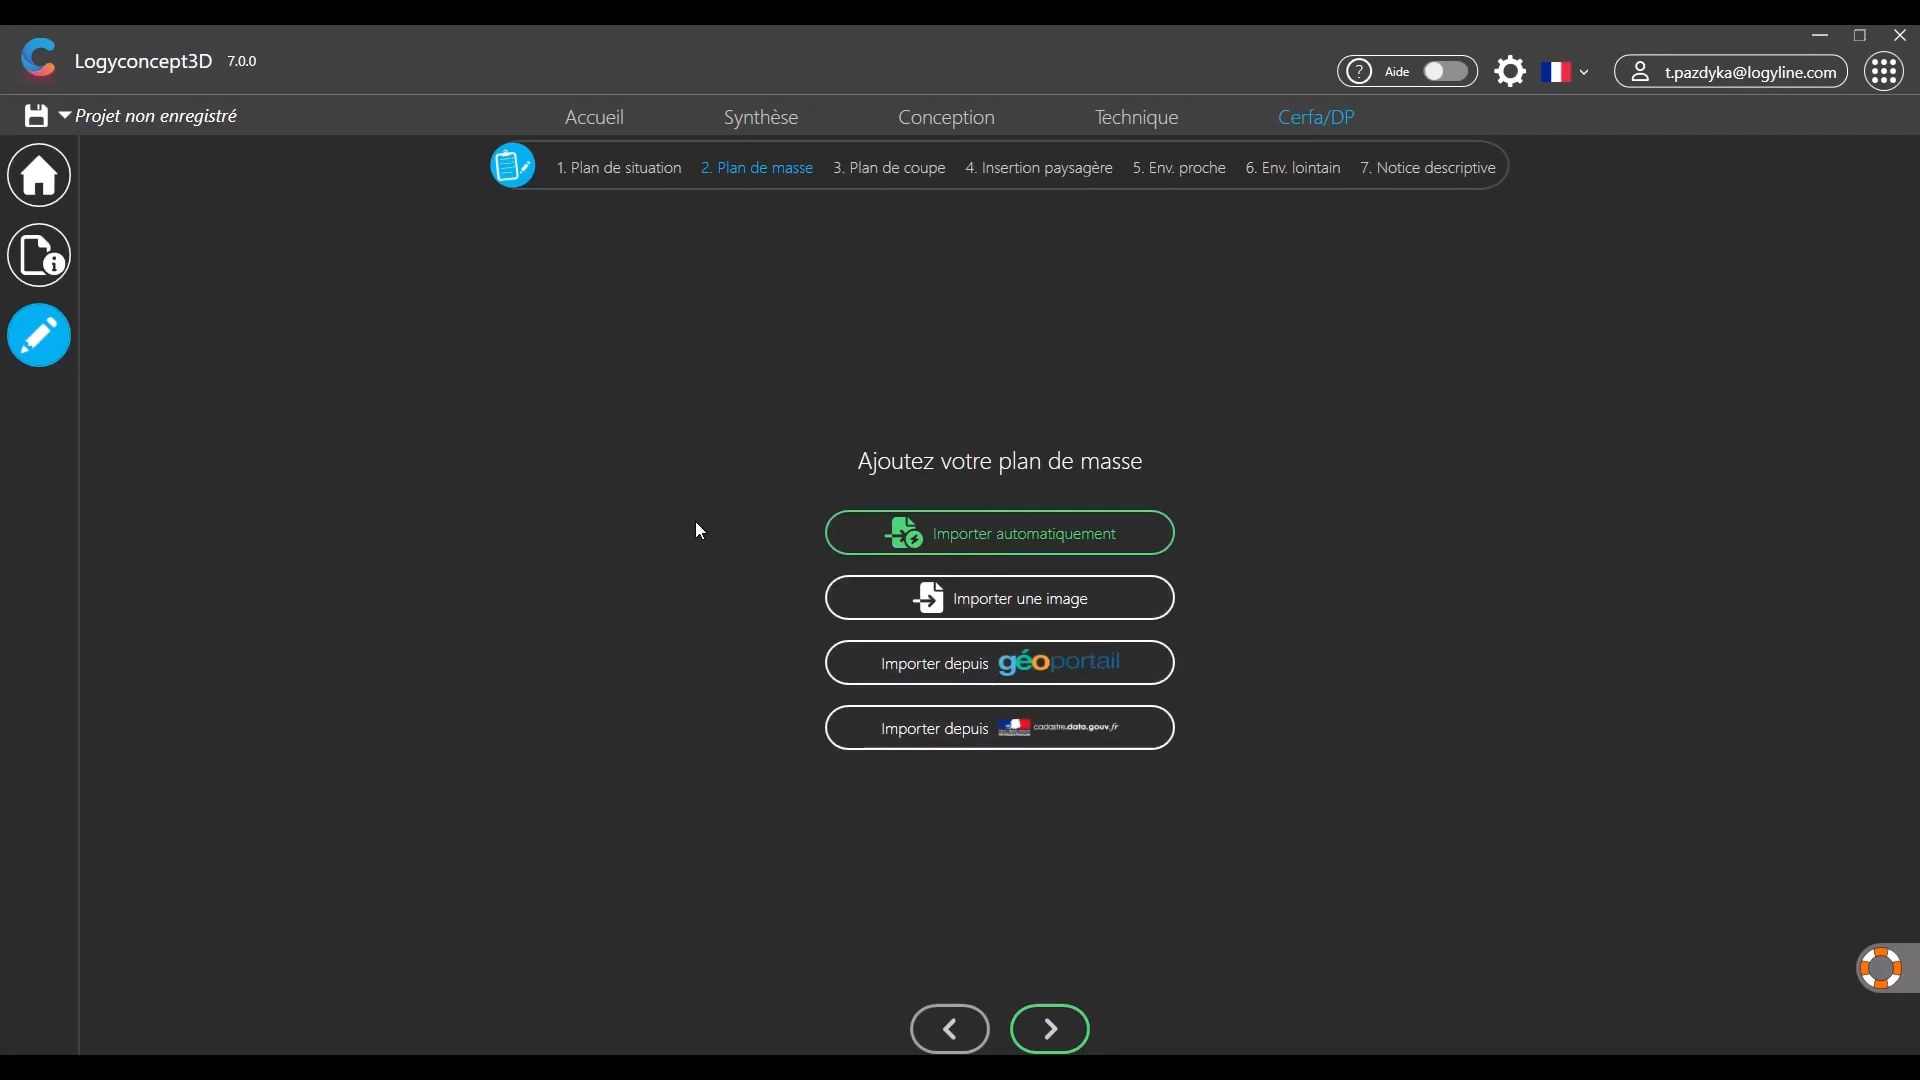 Logyconcept3D 7.0.0
? Aide
t.pazdyka@logyline.com
Projet non enregistré
Accueil Synthèse Conception Technique Cerfa/DP
1. Plan de situation 2. Plan de masse 3. Plan de coupe 4. Insertion paysagère 5. Env. proche 6. Env. lointain 7. Notice descriptive
Ajoutez votre plan de masse
Importer automatiquement
Importer une image
Importer depuis géoportail
Importer depuis cadastre.data.gouv.fr